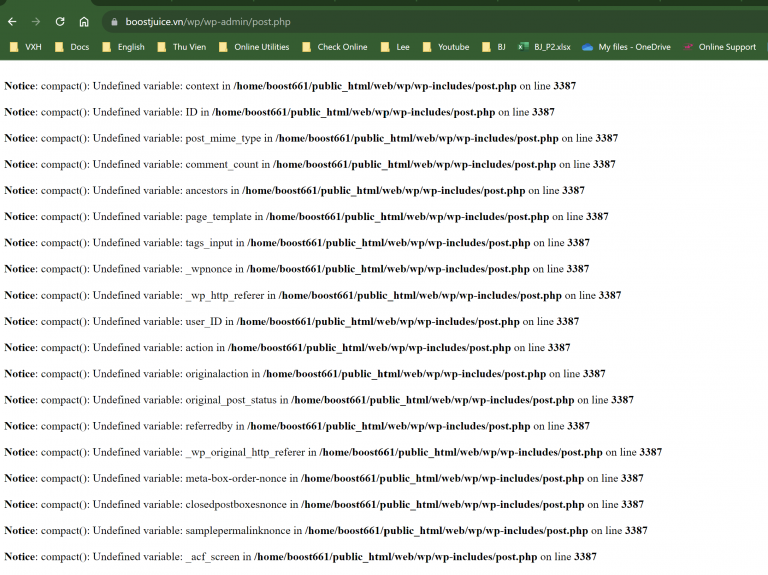 boostjuice.vn/wp/wp-admin/post.php
VXH Docs English Thu Vien Online Utilities Check Online Lee Youtube BJ BJ_P2.xlsx My files - OneDrive Online Support
Notice: compact(): Undefined variable: context in /home/boost661/public_html/web/wp/wp-includes/post.php on line 3387
Notice: compact(): Undefined variable: ID in /home/boost661/public_html/web/wp/wp-includes/post.php on line 3387
Notice: compact(): Undefined variable: post_mime_type in /home/boost661/public_html/web/wp/wp-includes/post.php on line 3387
Notice: compact(): Undefined variable: comment_count in /home/boost661/public_html/web/wp/wp-includes/post.php on line 3387
Notice: compact(): Undefined variable: ancestors in /home/boost661/public_html/web/wp/wp-includes/post.php on line 3387
Notice: compact(): Undefined variable: page_template in /home/boost661/public_html/web/wp/wp-includes/post.php on line 3387
Notice: compact(): Undefined variable: tags_input in /home/boost661/public_html/web/wp/wp-includes/post.php on line 3387
Notice: compact(): Undefined variable: _wpnonce in /home/boost661/public_html/web/wp/wp-includes/post.php on line 3387
Notice: compact(): Undefined variable: _wp_http_referer in /home/boost661/public_html/web/wp/wp-includes/post.php on line 3387
Notice: compact(): Undefined variable: user_ID in /home/boost661/public_html/web/wp/wp-includes/post.php on line 3387
Notice: compact(): Undefined variable: action in /home/boost661/public_html/web/wp/wp-includes/post.php on line 3387
Notice: compact(): Undefined variable: originalaction in /home/boost661/public_html/web/wp/wp-includes/post.php on line 3387
Notice: compact(): Undefined variable: original_post_status in /home/boost661/public_html/web/wp/wp-includes/post.php on line 3387
Notice: compact(): Undefined variable: referredby in /home/boost661/public_html/web/wp/wp-includes/post.php on line 3387
Notice: compact(): Undefined variable: _wp_original_http_referer in /home/boost661/public_html/web/wp/wp-includes/post.php on line 3387
Notice: compact(): Undefined variable: meta-box-order-nonce in /home/boost661/public_html/web/wp/wp-includes/post.php on line 3387
Notice: compact(): Undefined variable: closedpostboxesnonce in /home/boost661/public_html/web/wp/wp-includes/post.php on line 3387
Notice: compact(): Undefined variable: samplepermalinknonce in /home/boost661/public_html/web/wp/wp-includes/post.php on line 3387
Notice: compact(): Undefined variable: _acf_screen in /home/boost661/public_html/web/wp/wp-includes/post.php on line 3387